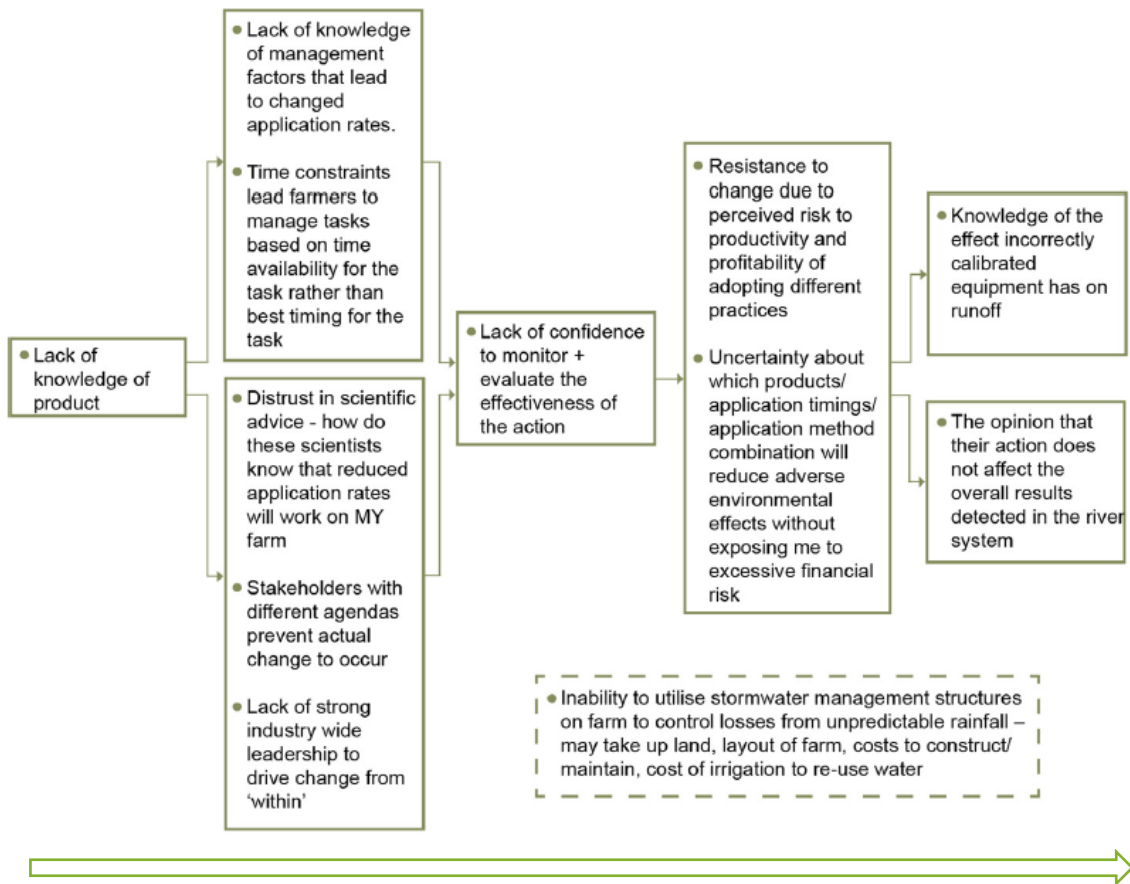 ● Lack of knowledge
of management
factors that lead
to changed
application rates.
● Time constraints
lead farmers to
manage tasks
based on time
availability for the
task rather than
best timing for the
task
● Lack of
knowledge of
product
● Distrust in scientific
advice - how do
these scientists
know that reduced
application rates
will work on MY
farm
● Stakeholders with
different agendas
prevent actual
change to occur
● Lack of strong
industry wide
leadership to
drive change from
‘within’
● Lack of confidence
to monitor +
evaluate the
effectiveness of
the action
● Resistance to
change due to
perceived risk to
productivity and
profitability of
adopting different
practices
● Uncertainty about
which products/
application timings/
application method
combination will
reduce adverse
environmental
effects without
exposing me to
excessive financial
risk
● Knowledge of the
effect incorrectly
calibrated
equipment has on
runoff
● The opinion that
their action does
not affect the
overall results
detected in the river
system
● Inability to utilise stormwater management structures
on farm to control losses from unpredictable rainfall –
may take up land, layout of farm, costs to construct/
maintain, cost of irrigation to re-use water